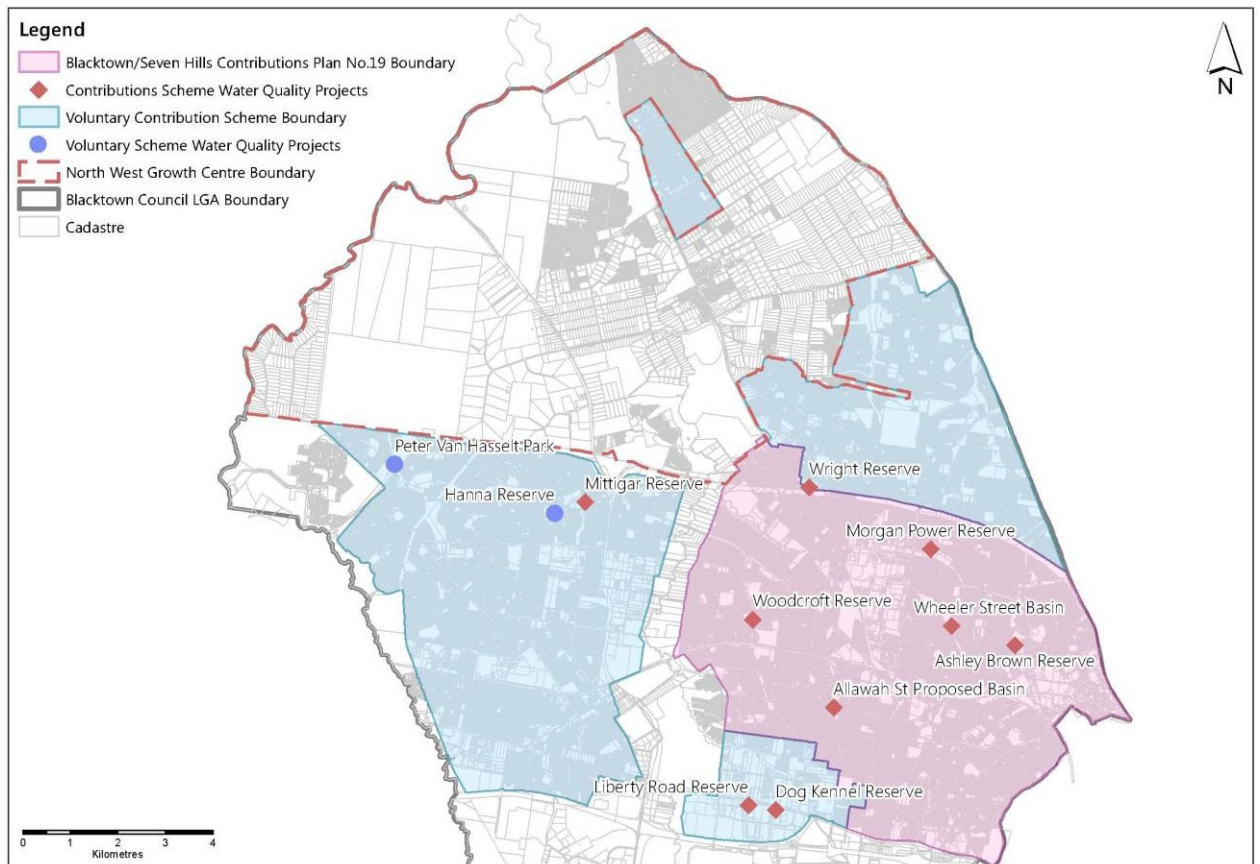 Legend
Blacktown/Seven Hills Contributions Plan No.19 Boundary
Contributions Scheme Water Quality Projects
Voluntary Contribution Scheme Boundary
Voluntary Scheme Water Quality Projects
North West Growth Centre Boundary
Blacktown Council LGA Boundary
Cadastre
N
Peter Van Hasselt Park
Hanna Reserve
Mittigar Reserve
Wright Reserve
Morgan Power Reserve
Woodcroft Reserve
Wheeler Street Basin
Ashley Brown Reserve
Allawah St Proposed Basin
Liberty Road Reserve
Dog Kennel Reserve
0 1 2 3 4
Kilometres